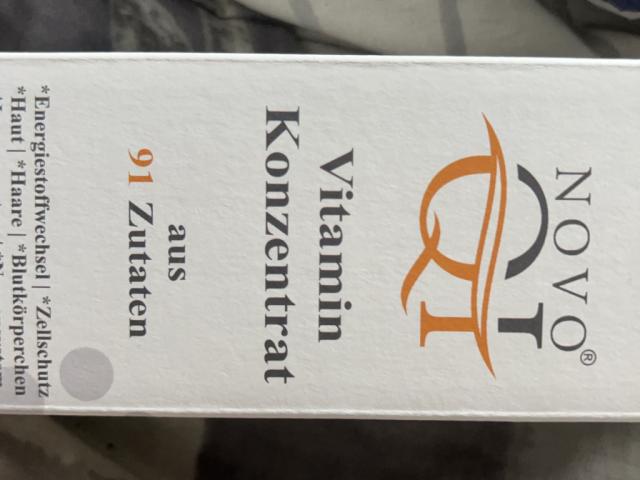 NOVO®
QI
Vitamin
Konzentrat
aus
91 Zutaten
*Energiestoffwechsel | *Zellschutz
*Haut | *Haare | *Blutkörperchen